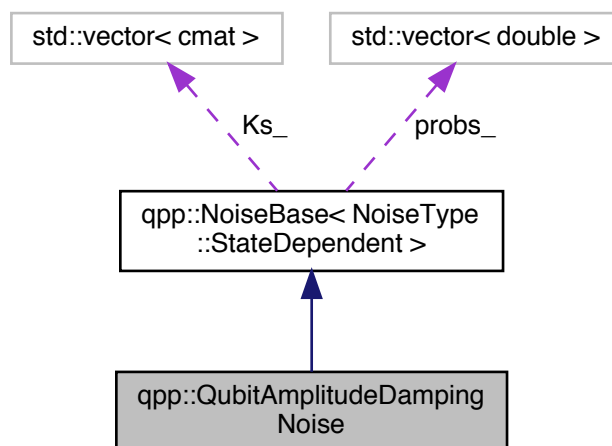 std::vector< cmat >
std::vector< double >
Ks_
probs_
qpp::NoiseBase< NoiseType
::StateDependent >
qpp::QubitAmplitudeDamping
Noise